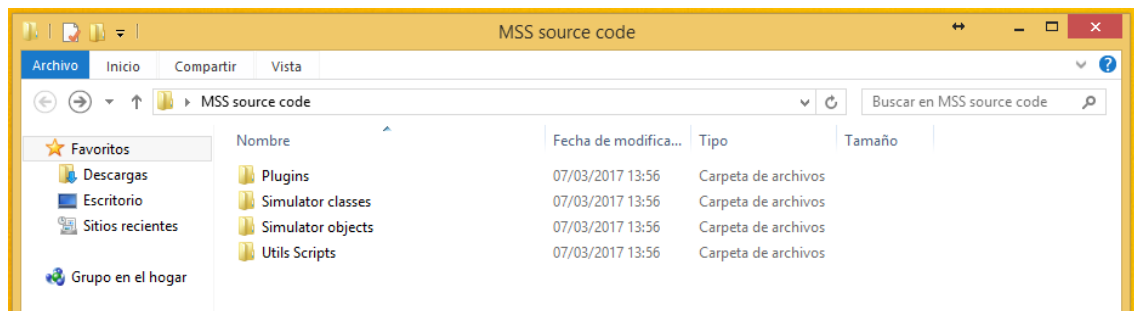 MSS source code
Archivo Inicio Compartir Vista
MSS source code Buscar en MSS source code
Favoritos Nombre Fecha de modifica... Tipo Tamaño
Descargas Plugins 07/03/2017 13:56 Carpeta de archivos
Escritorio Simulator classes 07/03/2017 13:56 Carpeta de archivos
Sitios recientes Simulator objects 07/03/2017 13:56 Carpeta de archivos
Utils Scripts 07/03/2017 13:56 Carpeta de archivos
Grupo en el hogar